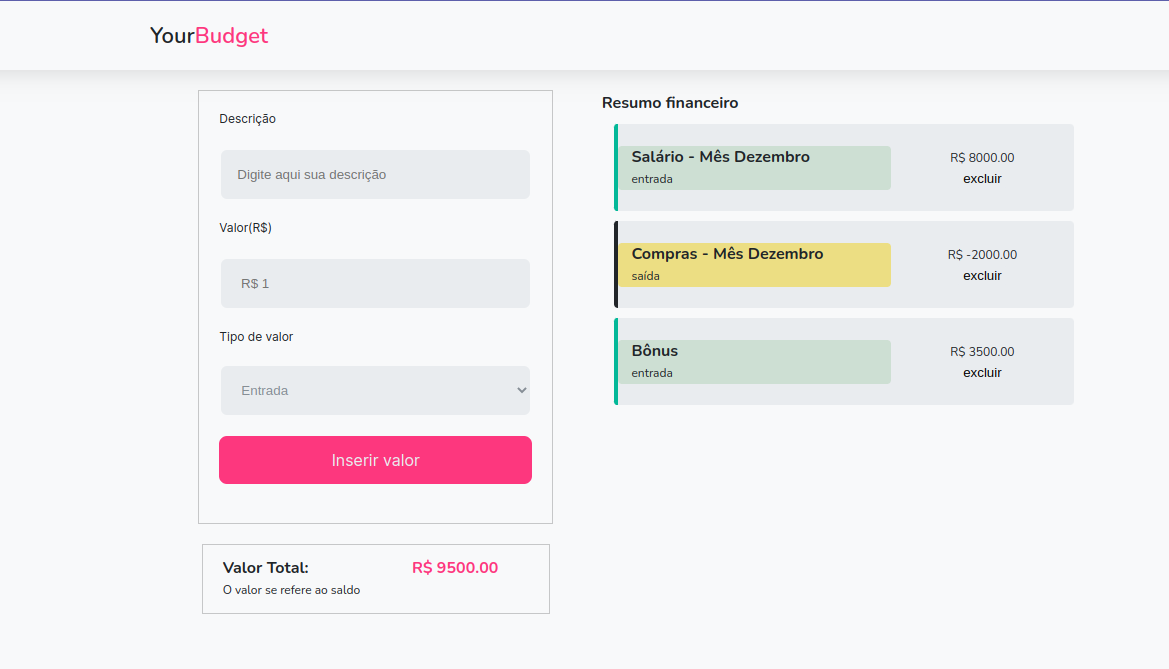 YourBudget
Descrição
Digite aqui sua descrição
Valor(R$)
R$ 1
Tipo de valor
Entrada
Inserir valor
Valor Total:
R$ 9500.00
O valor se refere ao saldo
Resumo financeiro
Salário - Mês Dezembro
entrada
R$ 8000.00
excluir
Compras - Mês Dezembro
saída
R$ -2000.00
excluir
Bônus
entrada
R$ 3500.00
excluir